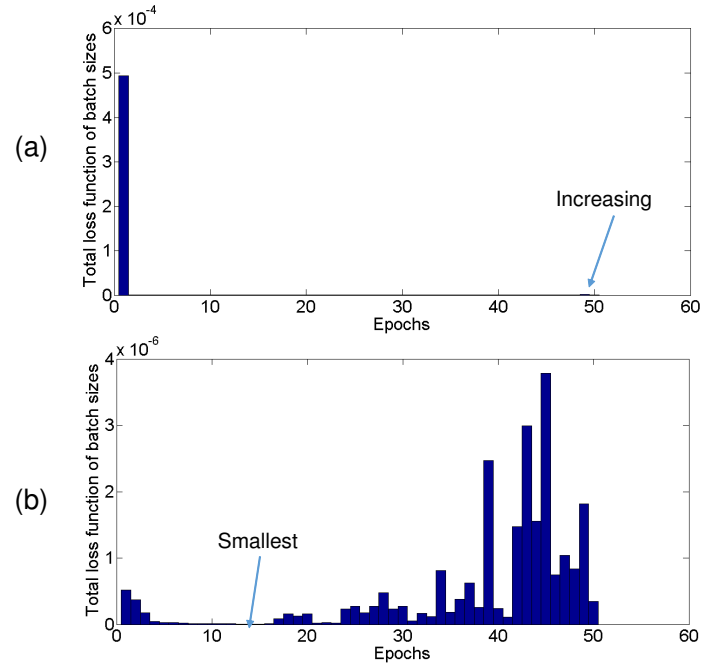 (a)
Total loss function of batch sizes
6 x 10^-4
5
4
3
2
1
0
0 10 20 30 40 50 60
Epochs
Increasing
(b)
Total loss function of batch sizes
4 x 10^-6
3
2
1
0
0 10 20 30 40 50 60
Epochs
Smallest